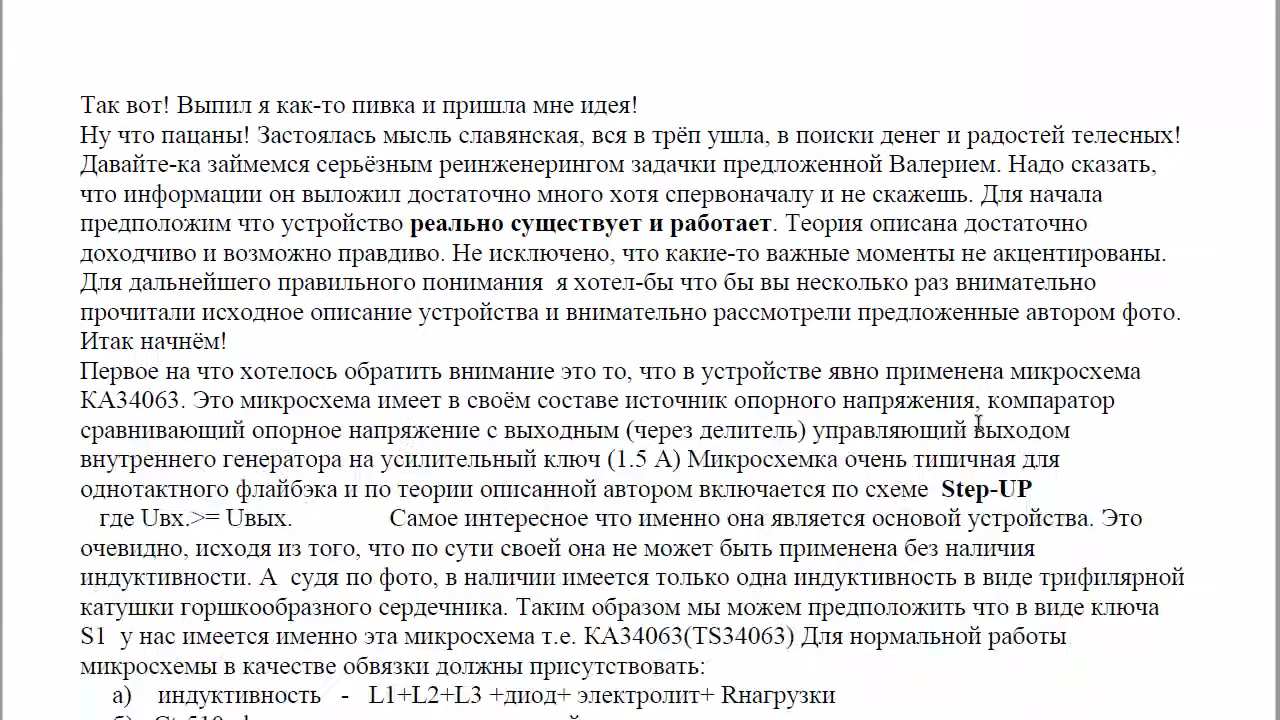 Так вот! Выпил я как-то пивка и пришла мне идея!
Ну что пацаны! Застоялась мысль славянская, вся в трёп ушла, в поиски денег и радостей телесных!
Давайте-ка займемся серьёзным реинженерингом задачки предложенной Валерием. Надо сказать,
что информации он выложил достаточно много хотя спервоначалу и не скажешь. Для начала
предположим что устройство реально существует и работает. Теория описана достаточно
доходчиво и возможно правдиво. Не исключено, что какие-то важные моменты не акцентированы.
Для дальнейшего правильного понимания  я хотел-бы что бы вы несколько раз внимательно
прочитали исходное описание устройства и внимательно рассмотрели предложенные автором фото.
Итак начнём!
Первое на что хотелось обратить внимание это то, что в устройстве явно применена микросхема
КА34063. Это микросхема имеет в своём составе источник опорного напряжения, компаратор
сравнивающий опорное напряжение с выходным (через делитель) управляющий выходом
внутреннего генератора на усилительный ключ (1.5 А) Микросхемка очень типичная для
однотактного флайбэка и по теории описанной автором включается по схеме  Step-UP
где Uвх.>= Uвых.        Самое интересное что именно она является основой устройства. Это
очевидно, исходя из того, что по сути своей она не может быть применена без наличия
индуктивности. А  судя по фото, в наличии имеется только одна индуктивность в виде трифилярной
катушки горшкообразного сердечника. Таким образом мы можем предположить что в виде ключа
S1  у нас имеется именно эта микросхема т.е. КА34063(TS34063) Для нормальной работы
микросхемы в качестве обвязки должны присутствовать:
а)    индуктивность   -   L1+L2+L3 +диод+ электролит+ Rнагрузки